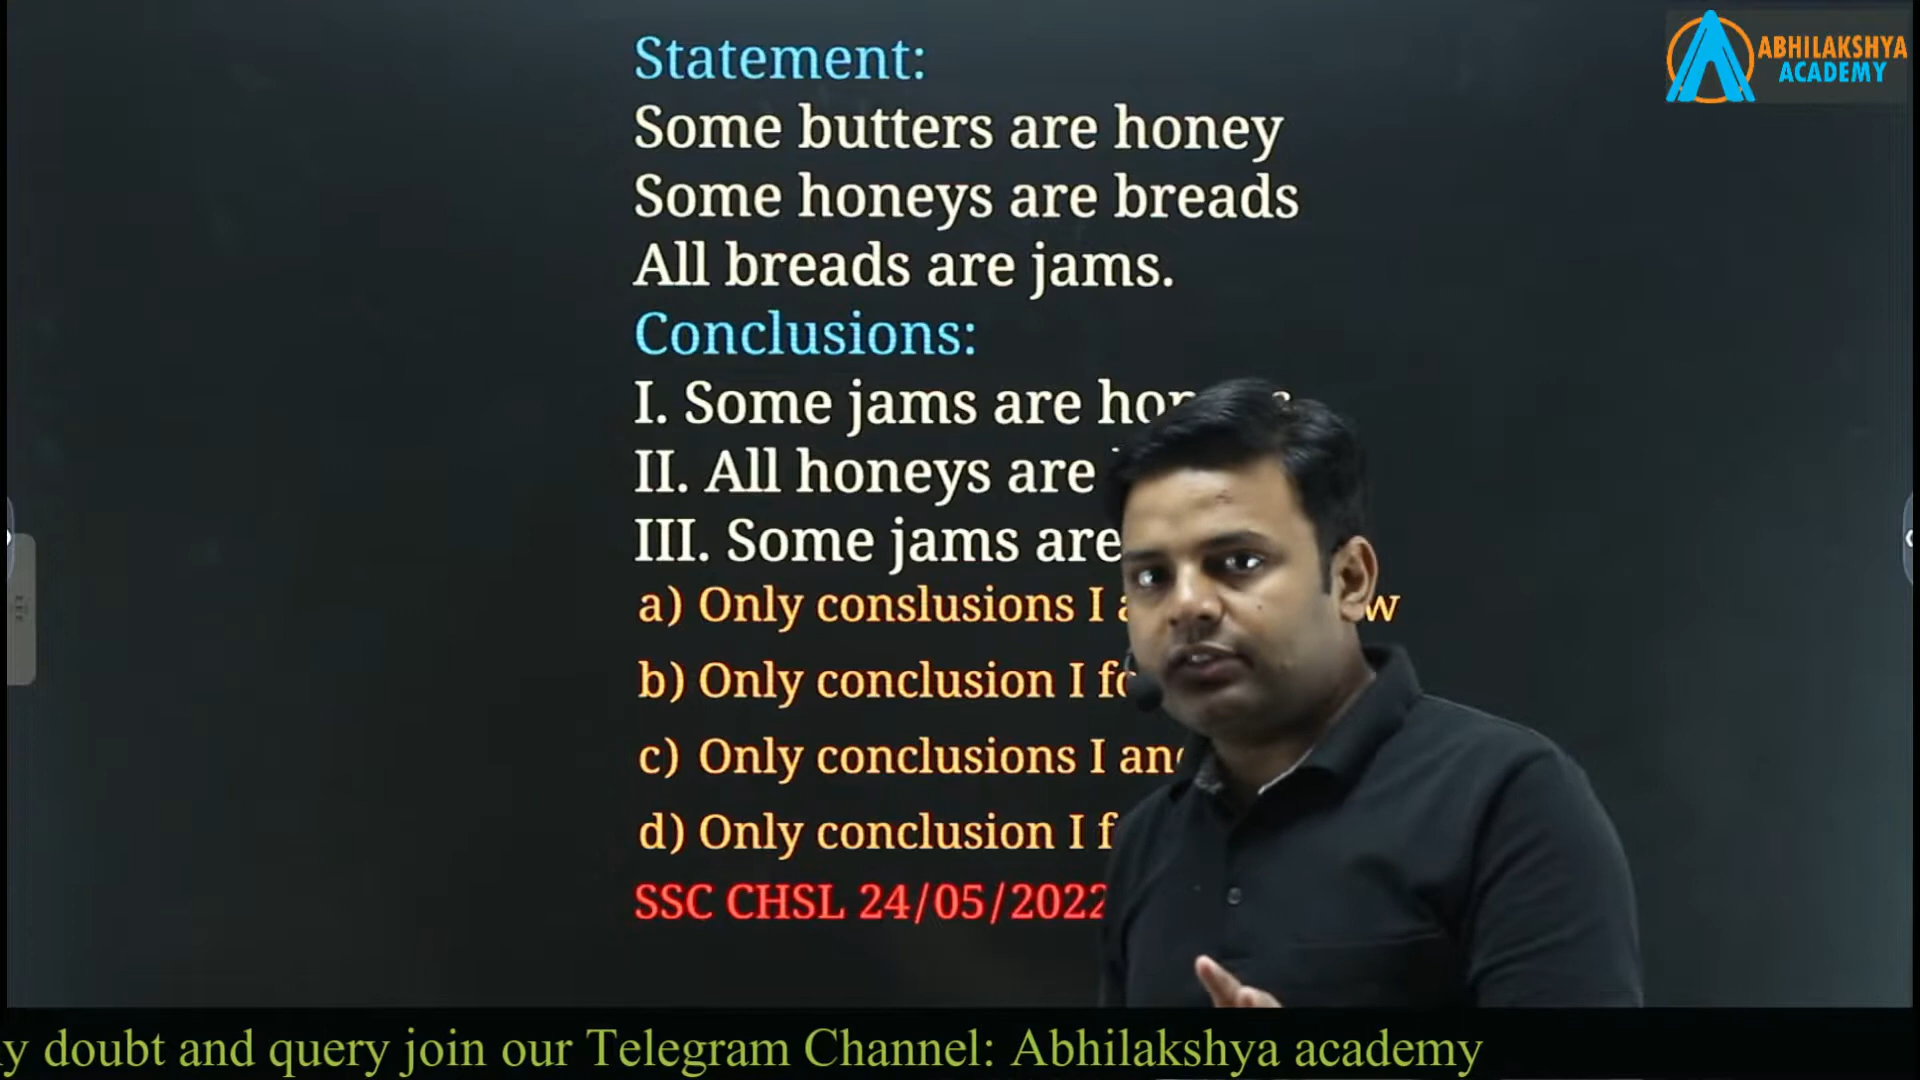 ABHILAKSHYA
ACADEMY
Statement:
Some butters are honey
Some honeys are breads
All breads are jams.
Conclusions:
I. Some jams are
II. All honeys are
III. Some jams are
a) Only conslusions I
b) Only conclusion I
c) Only conclusions I
d) Only conclusion I
SSC CHSL 24/05/2022
doubt and query join our Telegram Channel: Abhilakshya academy